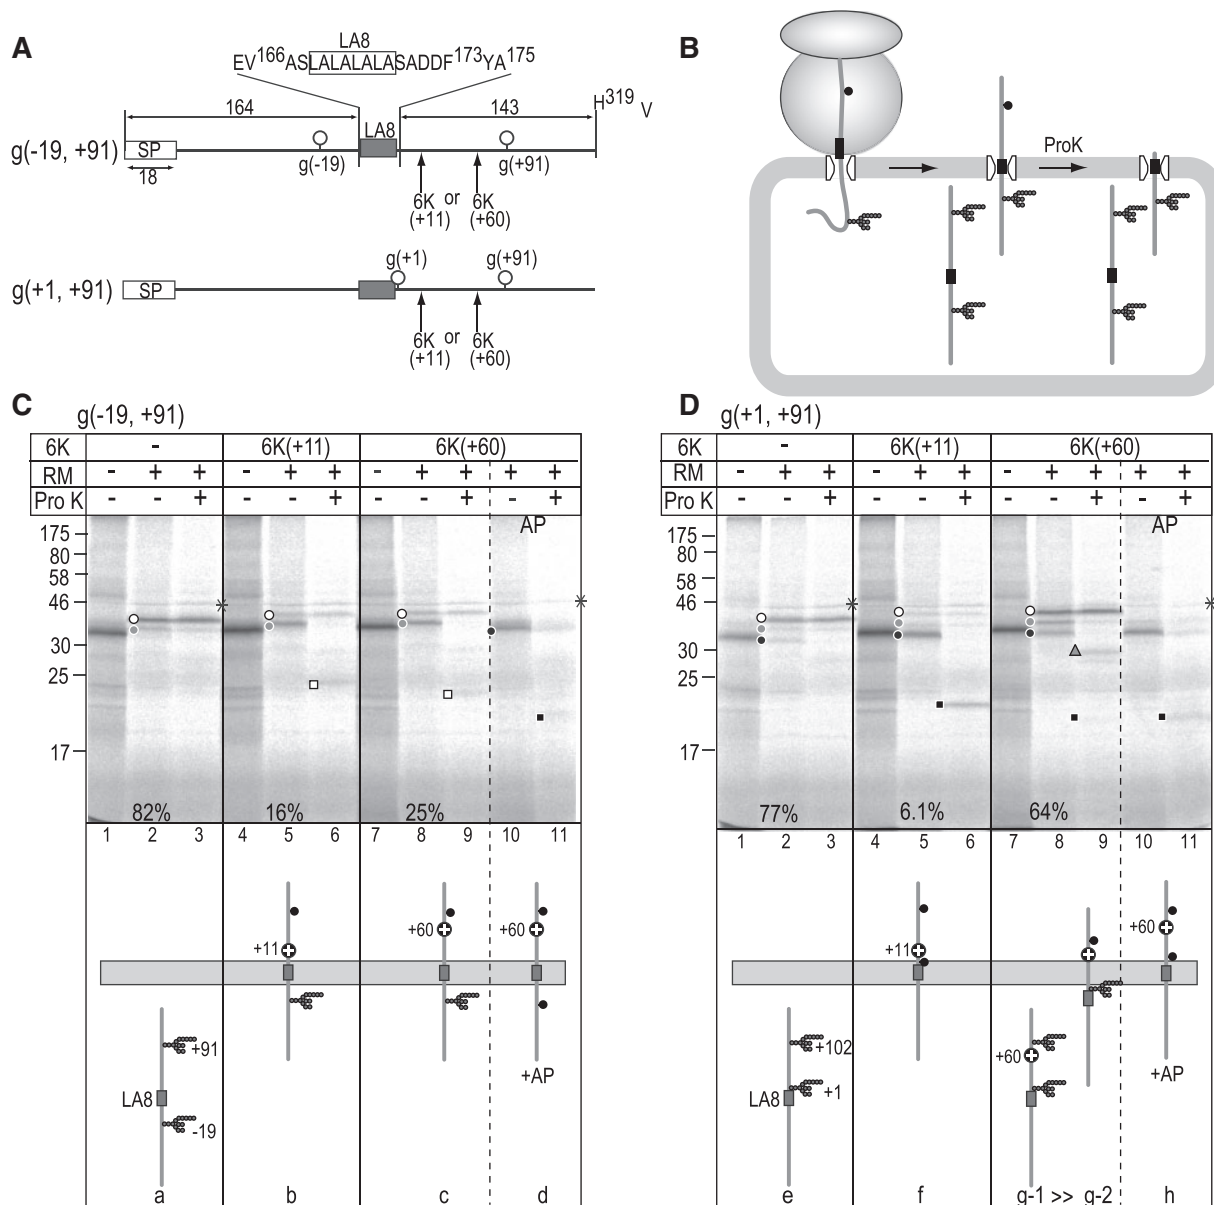 A
LA8
EV166ASLALALALASADDF173YA175
164
143
H319 V
LA8
g(-19, +91)
SP
18
g(-19)
g(+91)
6K or 6K
(+11) (+60)
g(+1)
g(+91)
g(+1, +91)
SP
6K or 6K
(+11) (+60)
B
ProK
C
g(-19, +91)
6K - 6K(+11) 6K(+60)
RM - + + - + + - + + + +
Pro K - - + - - + - - + - +
AP
175
80
58
46
30
25
17
*
*
82% 16% 25%
1 2 3 4 5 6 7 8 9 10 11
+11
+60
+60
+91
LA8
-19
+AP
a b c d
D
g(+1, +91)
6K - 6K(+11) 6K(+60)
RM - + + - + + - + + + +
Pro K - - + - - + - - + - +
AP
175
80
58
46
30
25
17
*
*
77% 6.1% 64%
1 2 3 4 5 6 7 8 9 10 11
+11
+60
+60
+102
LA8
+1
+AP
e f g-1 >> g-2 h